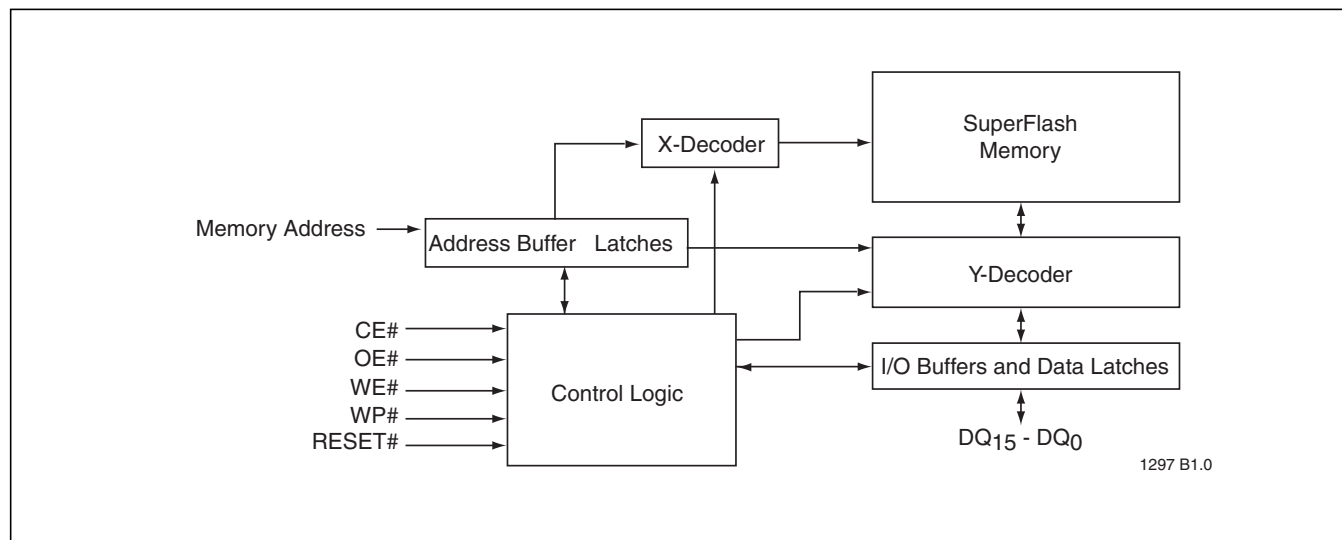 SuperFlash
Memory
X-Decoder
Memory Address
Address Buffer Latches
Y-Decoder
CE#
OE#
WE#
WP#
RESET#
Control Logic
I/O Buffers and Data Latches
DQ15 - DQ0
1297 B1.0